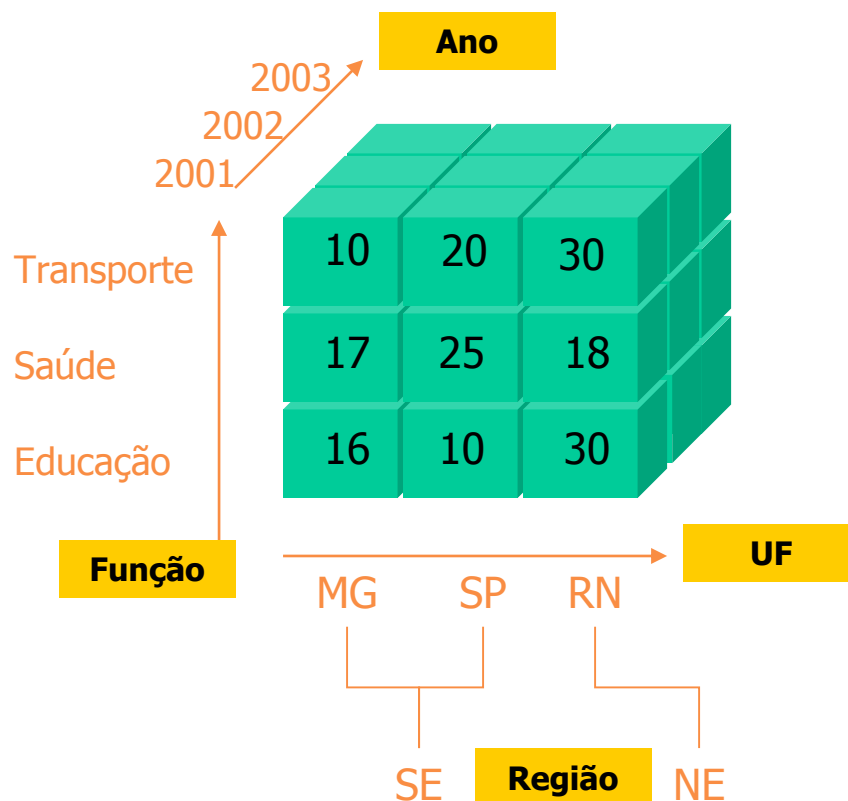 Ano
2003
2002
2001
Transporte
10 20 30
Saúde
17 25 18
Educação
16 10 30
Função
UF
MG SP RN
SE Região NE